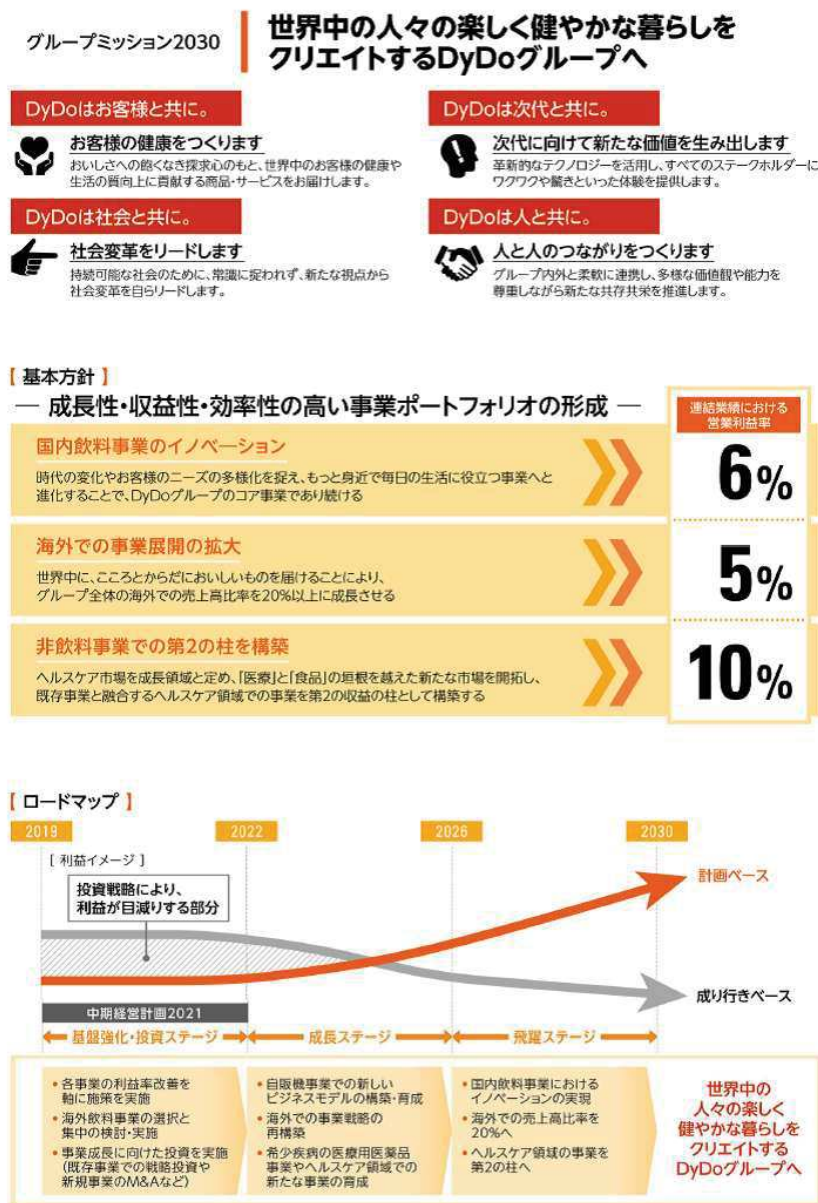 グループミッション2030
世界中の人々の楽しく健やかな暮らしを
クリエイトするDyDoグループへ
DyDoはお客様と共に。
お客様の健康をつくります
おいしさへの飽くなき探求心のもと、世界中のお客様の健康や
生活の質向上に貢献する商品・サービスをお届けします。
DyDoは次代と共に。
次代に向けて新たな価値を生み出します
革新的なテクノロジーを活用し、すべてのステークホルダーに
ワクワクや驚きといった体験を提供します。
DyDoは社会と共に。
社会変革をリードします
持続可能な社会のために、常識に捉われず、新たな視点から
社会変革を自らリードします。
DyDoは人と共に。
人と人のつながりをつくります
グループ内外と柔軟に連携し、多様な価値観や能力を
尊重しながら新たな共存共栄を推進します。
【 基本方針 】
― 成長性・収益性・効率性の高い事業ポートフォリオの形成 ―
連結業績における
営業利益率
国内飲料事業のイノベーション
時代の変化やお客様のニーズの多様化を捉え、もっと身近で毎日の生活に役立つ事業へと
進化することで、DyDoグループのコア事業であり続ける
6%
海外での事業展開の拡大
世界中に、こころとからだにおいしいものを届けることにより、
グループ全体の海外での売上高比率を20%以上に成長させる
5%
非飲料事業での第2の柱を構築
ヘルスケア市場を成長領域と定め、「医療」と「食品」の垣根を越えた新たな市場を開拓し、
既存事業と融合するヘルスケア領域での事業を第2の収益の柱として構築する
10%
【 ロードマップ 】
2019
2022
2026
2030
[ 利益イメージ ]
投資戦略により、
利益が目減りする部分
計画ベース
成り行きベース
中期経営計画2021
基盤強化・投資ステージ
成長ステージ
飛躍ステージ
• 各事業の利益率改善を
軸に施策を実施
• 海外飲料事業の選択と
集中の検討・実施
• 事業成長に向けた投資を実施
(既存事業での戦略投資や
新規事業のM&Aなど)
• 自販機事業での新しい
ビジネスモデルの構築・育成
• 海外での事業戦略の
再構築
• 希少疾病の医療用医薬品
事業やヘルスケア領域での
新たな事業の育成
• 国内飲料事業における
イノベーションの実現
• 海外での売上高比率を
20%へ
• ヘルスケア領域の事業を
第2の柱へ
世界中の
人々の楽しく
健やかな暮らしを
クリエイトする
DyDoグループへ